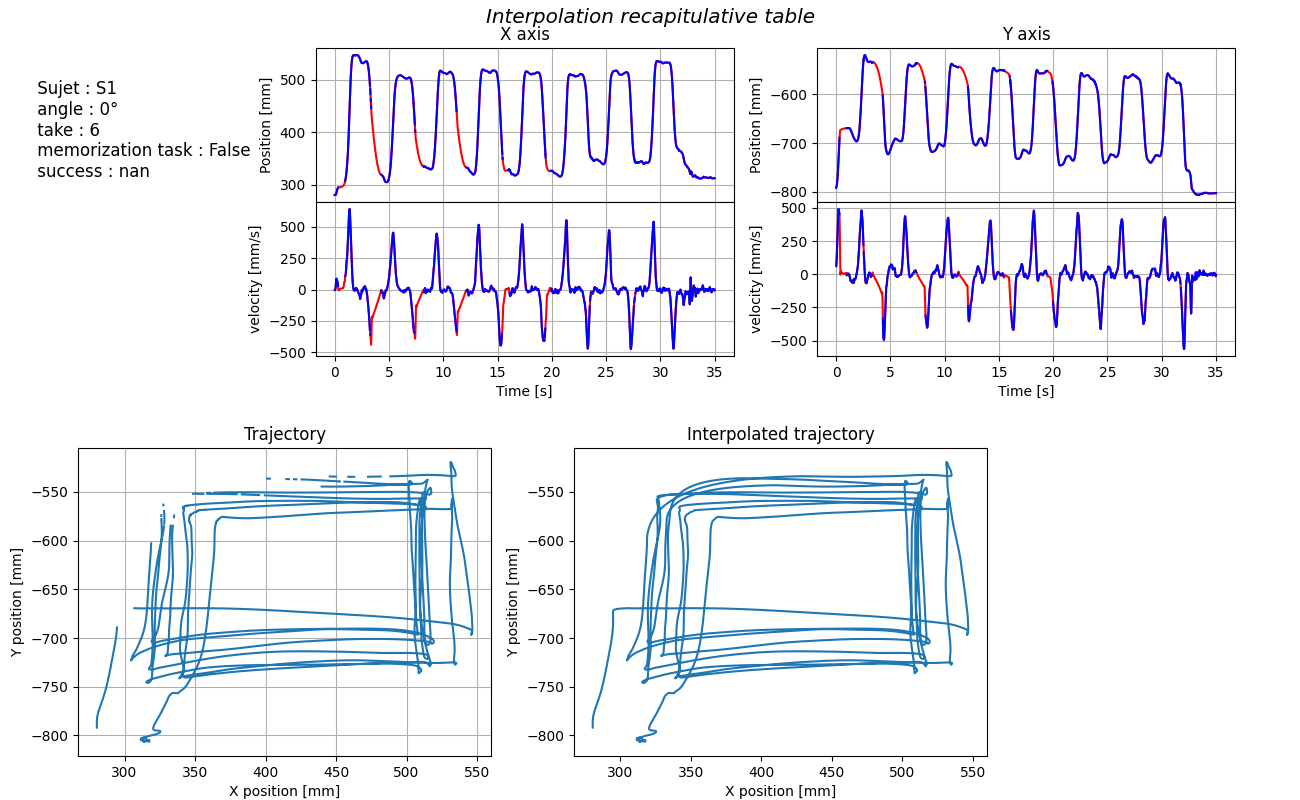 Interpolation recapitulative table
X axis
Y axis
Sujet : S1
angle : 0°
take : 6
memorization task : False
success : nan
Position [mm]
500
400
300
velocity [mm/s]
500
250
0
−250
−500
0 5 10 15 20 25 30 35
Time [s]
Position [mm]
−600
−700
−800
velocity [mm/s]
500
250
0
−250
−500
0 5 10 15 20 25 30 35
Time [s]
Trajectory
Y position [mm]
−550
−600
−650
−700
−750
−800
300 350 400 450 500 550
X position [mm]
Interpolated trajectory
Y position [mm]
−550
−600
−650
−700
−750
−800
300 350 400 450 500 550
X position [mm]